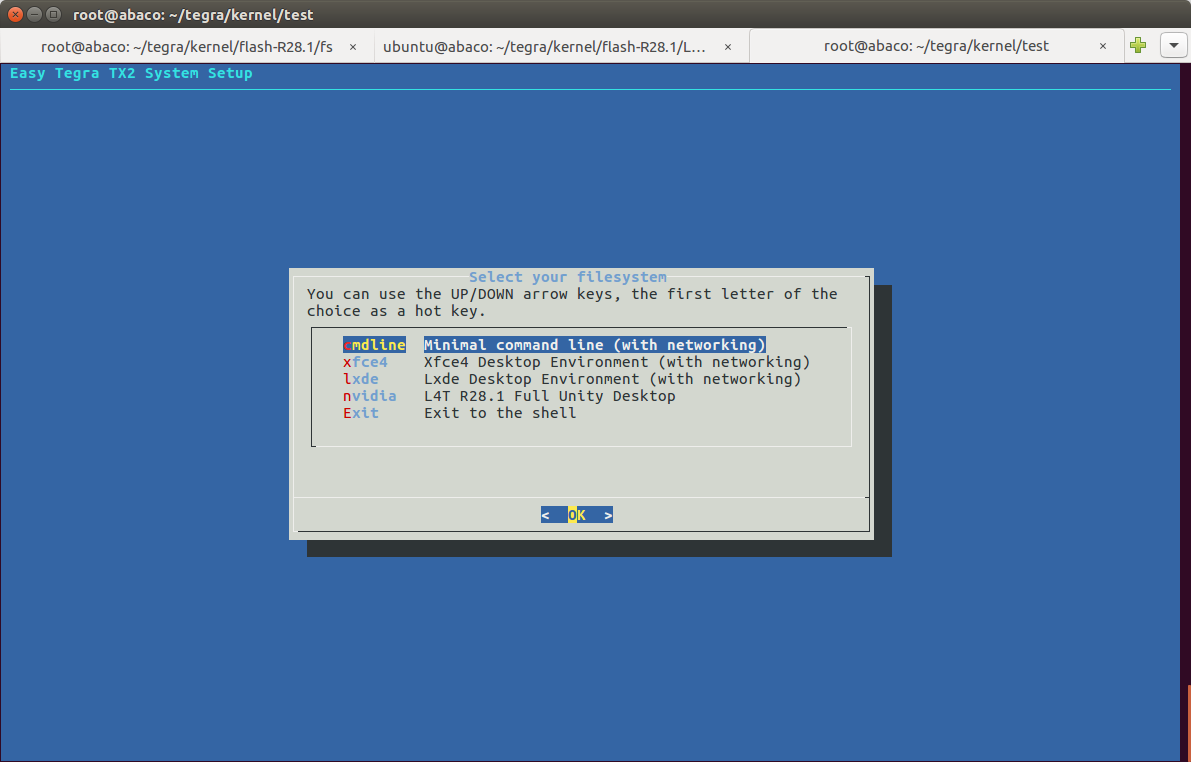 root@abaco: ~/tegra/kernel/test
root@abaco: ~/tegra/kernel/flash-R28.1/fs × ubuntu@abaco: ~/tegra/kernel/flash-R28.1/L... × root@abaco: ~/tegra/kernel/test ×
Easy Tegra TX2 System Setup
Select your filesystem
You can use the UP/DOWN arrow keys, the first letter of the
choice as a hot key.
cmdline Minimal command line (with networking)
xfce4 Xfce4 Desktop Environment (with networking)
lxde Lxde Desktop Environment (with networking)
nvidia L4T R28.1 Full Unity Desktop
Exit Exit to the shell
< OK >